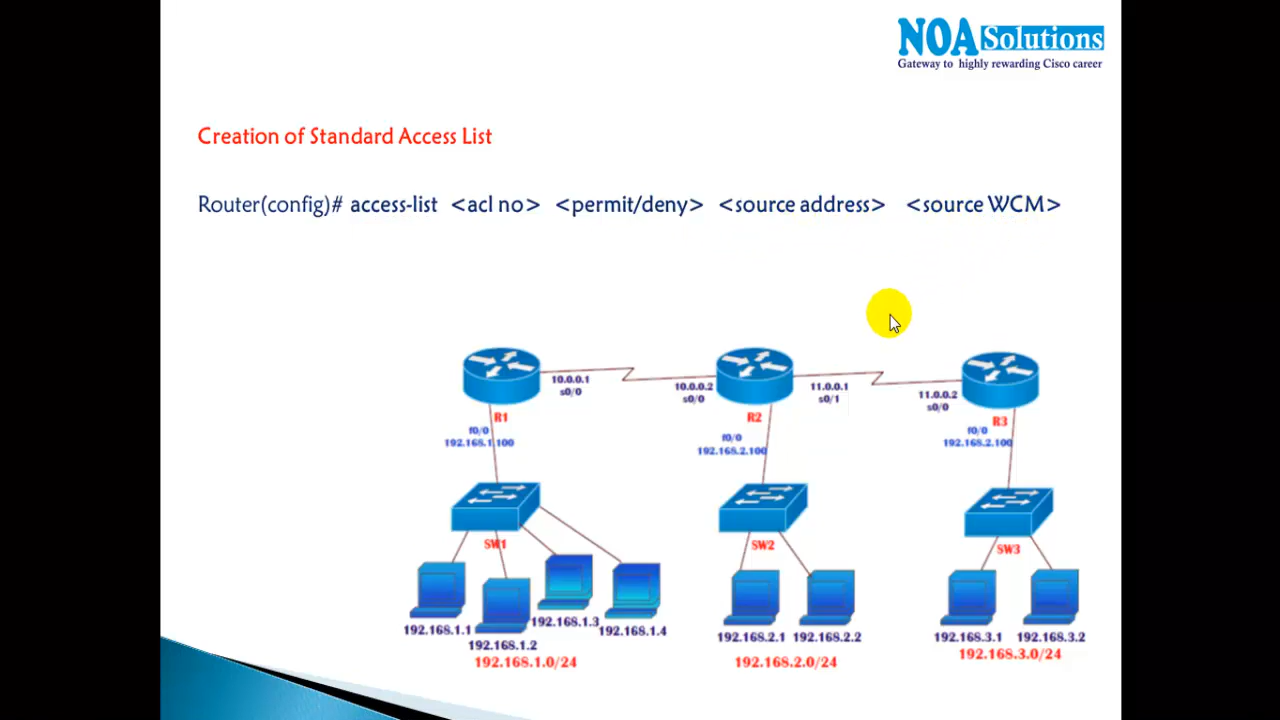 NOA Solutions
Gateway to highly rewarding Cisco career
Creation of Standard Access List
Router(config)# access-list <acl no> <permit/deny> <source address> <source WCM>
10.0.0.1
s0/0
10.0.0.2
s0/0
11.0.0.1
s0/1
11.0.0.2
s0/0
R1
R2
R3
f0/0
192.168.1.100
f0/0
192.168.2.100
f0/0
192.168.2.100
SW1
SW2
SW3
192.168.1.1
192.168.1.2
192.168.1.3
192.168.1.4
192.168.2.1
192.168.2.2
192.168.3.1
192.168.3.2
192.168.1.0/24
192.168.2.0/24
192.168.3.0/24